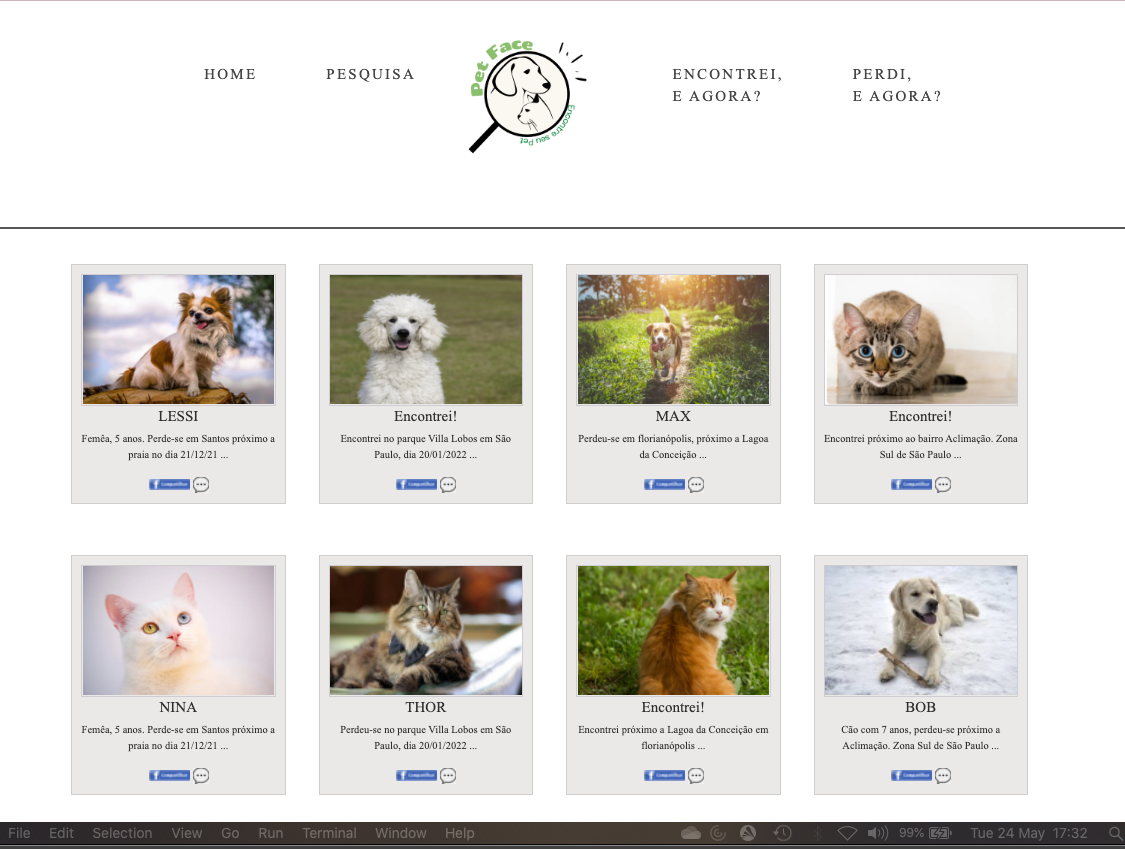 HOME
PESQUISA
Pet Face
Encontre seu Pet
ENCONTREI,
E AGORA?
PERDI,
E AGORA?
LESSI
Femêa, 5 anos. Perde-se em Santos próximo a
praia no dia 21/12/21 ...
Compartilhar
Encontrei!
Encontrei no parque Villa Lobos em São
Paulo, dia 20/01/2022 ...
Compartilhar
MAX
Perdeu-se em florianópolis, próximo a Lagoa
da Conceição ...
Compartilhar
Encontrei!
Encontrei próximo ao bairro Aclimação. Zona
Sul de São Paulo ...
Compartilhar
NINA
Femêa, 5 anos. Perde-se em Santos próximo a
praia no dia 21/12/21 ...
Compartilhar
THOR
Perdeu-se no parque Villa Lobos em São
Paulo, dia 20/01/2022 ...
Compartilhar
Encontrei!
Encontrei próximo a Lagoa da Conceição em
florianópolis ...
Compartilhar
BOB
Cão com 7 anos, perdeu-se próximo a
Aclimação. Zona Sul de São Paulo ...
Compartilhar
File Edit Selection View Go Run Terminal Window Help 99% Tue 24 May 17:32